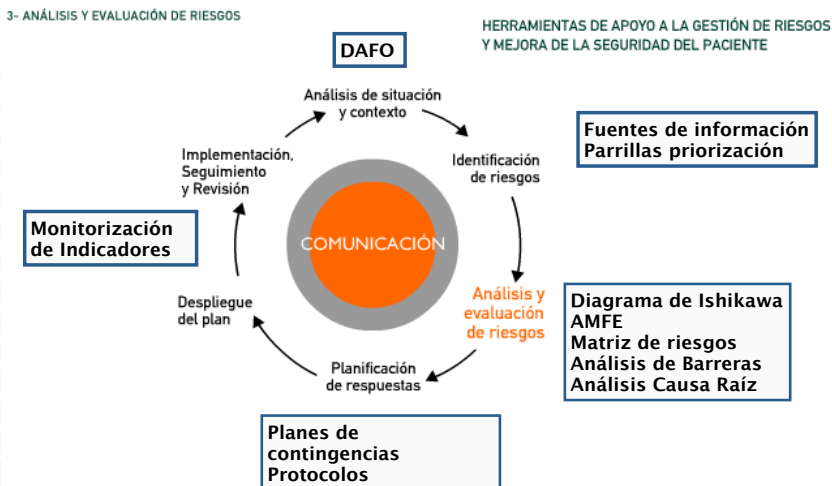 3- ANÁLISIS Y EVALUACIÓN DE RIESGOS
HERRAMIENTAS DE APOYO A LA GESTIÓN DE RIESGOS
Y MEJORA DE LA SEGURIDAD DEL PACIENTE
DAFO
Análisis de situación
y contexto
Fuentes de información
Parrillas priorización
Identificación
de riesgos
Implementación,
Seguimiento
y Revisión
Monitorización
de Indicadores
COMUNICACIÓN
Análisis y
evaluación
de riesgos
Diagrama de Ishikawa
AMFE
Matriz de riesgos
Análisis de Barreras
Análisis Causa Raíz
Despliegue
del plan
Planificación
de respuestas
Planes de
contingencias
Protocolos